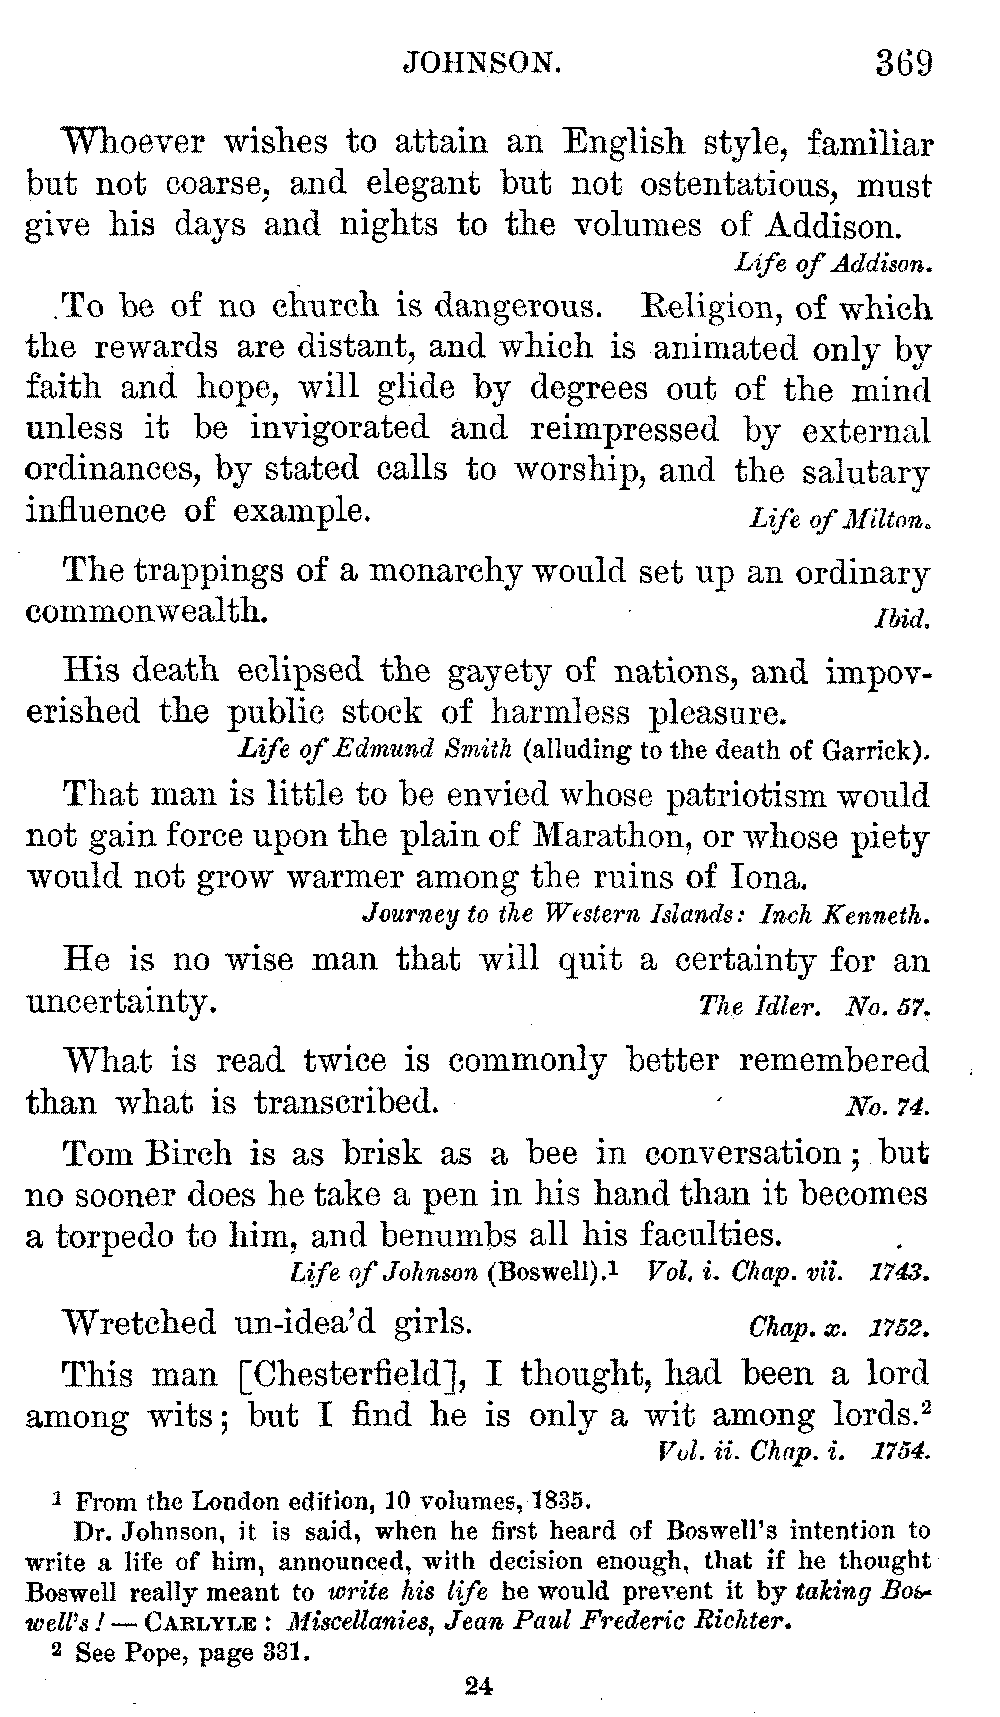 JOHNSON. 369
Whoever wishes to attain an English style, familiar
but not coarse, and elegant but not ostentatious, must
give his days and nights to the volumes of Addison.
Life of Addison.
To be of no church is dangerous. Religion, of which
the rewards are distant, and which is animated only by
faith and hope, will glide by degrees out of the mind
unless it be invigorated and reimpressed by external
ordinances, by stated calls to worship, and the salutary
influence of example. Life of Milton.
The trappings of a monarchy would set up an ordinary
commonwealth. Ibid.
His death eclipsed the gayety of nations, and impov-
erished the public stock of harmless pleasure.
Life of Edmund Smith (alluding to the death of Garrick).
That man is little to be envied whose patriotism would
not gain force upon the plain of Marathon, or whose piety
would not grow warmer among the ruins of Iona.
Journey to the Western Islands: Inch Kenneth.
He is no wise man that will quit a certainty for an
uncertainty. The Idler. No. 57.
What is read twice is commonly better remembered
than what is transcribed. No. 74.
Tom Birch is as brisk as a bee in conversation; but
no sooner does he take a pen in his hand than it becomes
a torpedo to him, and benumbs all his faculties.
Life of Johnson (Boswell).¹ Vol. i. Chap. vii. 1743.
Wretched un-idea'd girls. Chap. x. 1752.
This man [Chesterfield], I thought, had been a lord
among wits; but I find he is only a wit among lords.²
Vol. ii. Chap. i. 1754.
¹ From the London edition, 10 volumes, 1835.
Dr. Johnson, it is said, when he first heard of Boswell's intention to
write a life of him, announced, with decision enough, that if he thought
Boswell really meant to write his life he would prevent it by taking Bos-
well's! — CARLYLE: Miscellanies, Jean Paul Frederic Richter.
² See Pope, page 331.
24